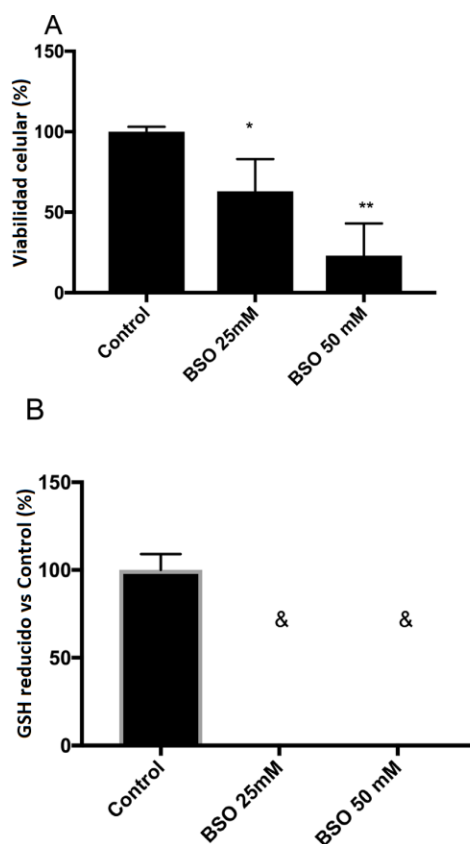 A
Viabilidad celular (%)
150
100
50
0
*
**
Control
BSO 25mM
BSO 50 mM
B
GSH reducido vs Control (%)
150
100
50
0
&
&
Control
BSO 25mM
BSO 50 mM